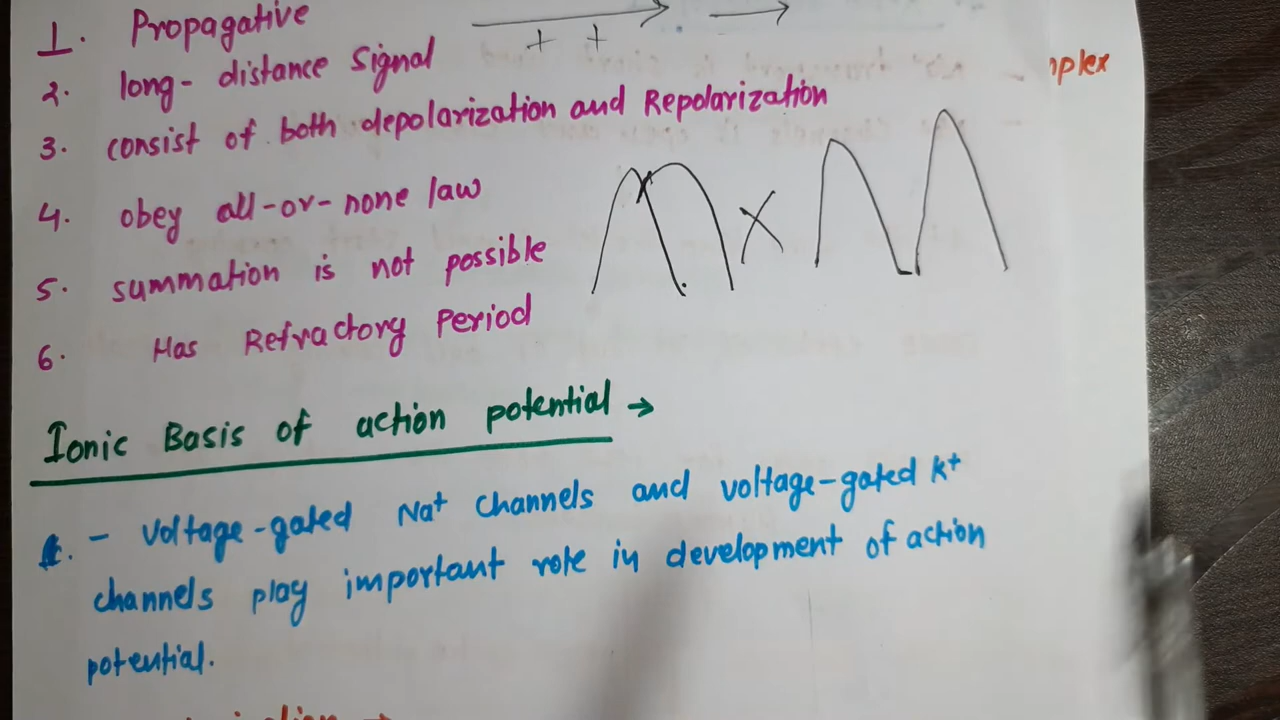 1. Propagative
2. long-distance Signal
3. consist of both depolarization and Repolarization
4. obey all-or-none law
5. summation is not possible
6. Has Refractory Period
Ionic Basis of action potential →
- Voltage-gated Na+ channels and voltage-gated K+
channels play important role in development of action
potential.